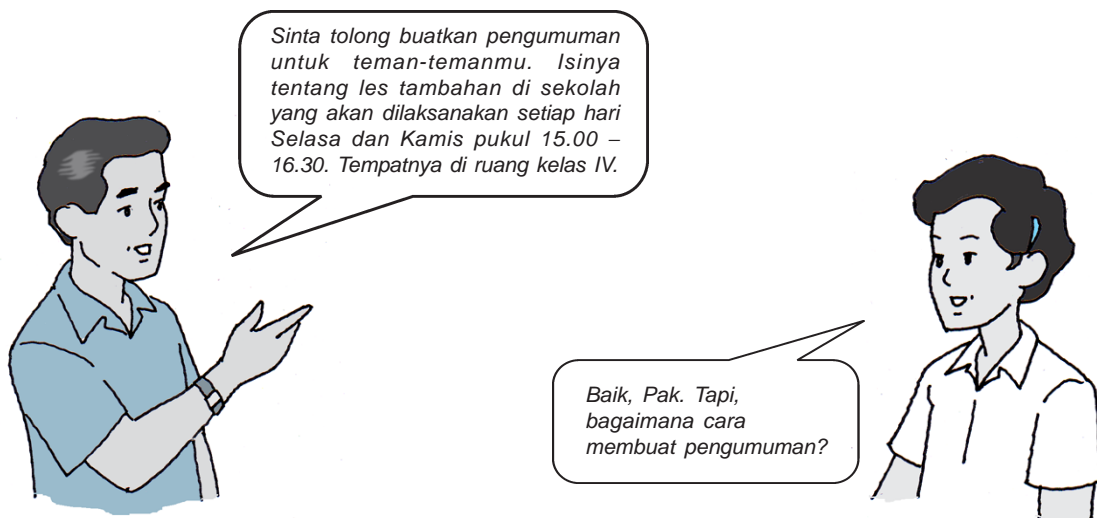 Sinta tolong buatkan pengumuman
untuk teman-temanmu. Isinya
tentang les tambahan di sekolah
yang akan dilaksanakan setiap hari
Selasa dan Kamis pukul 15.00 –
16.30. Tempatnya di ruang kelas IV.
Baik, Pak. Tapi,
bagaimana cara
membuat pengumuman?